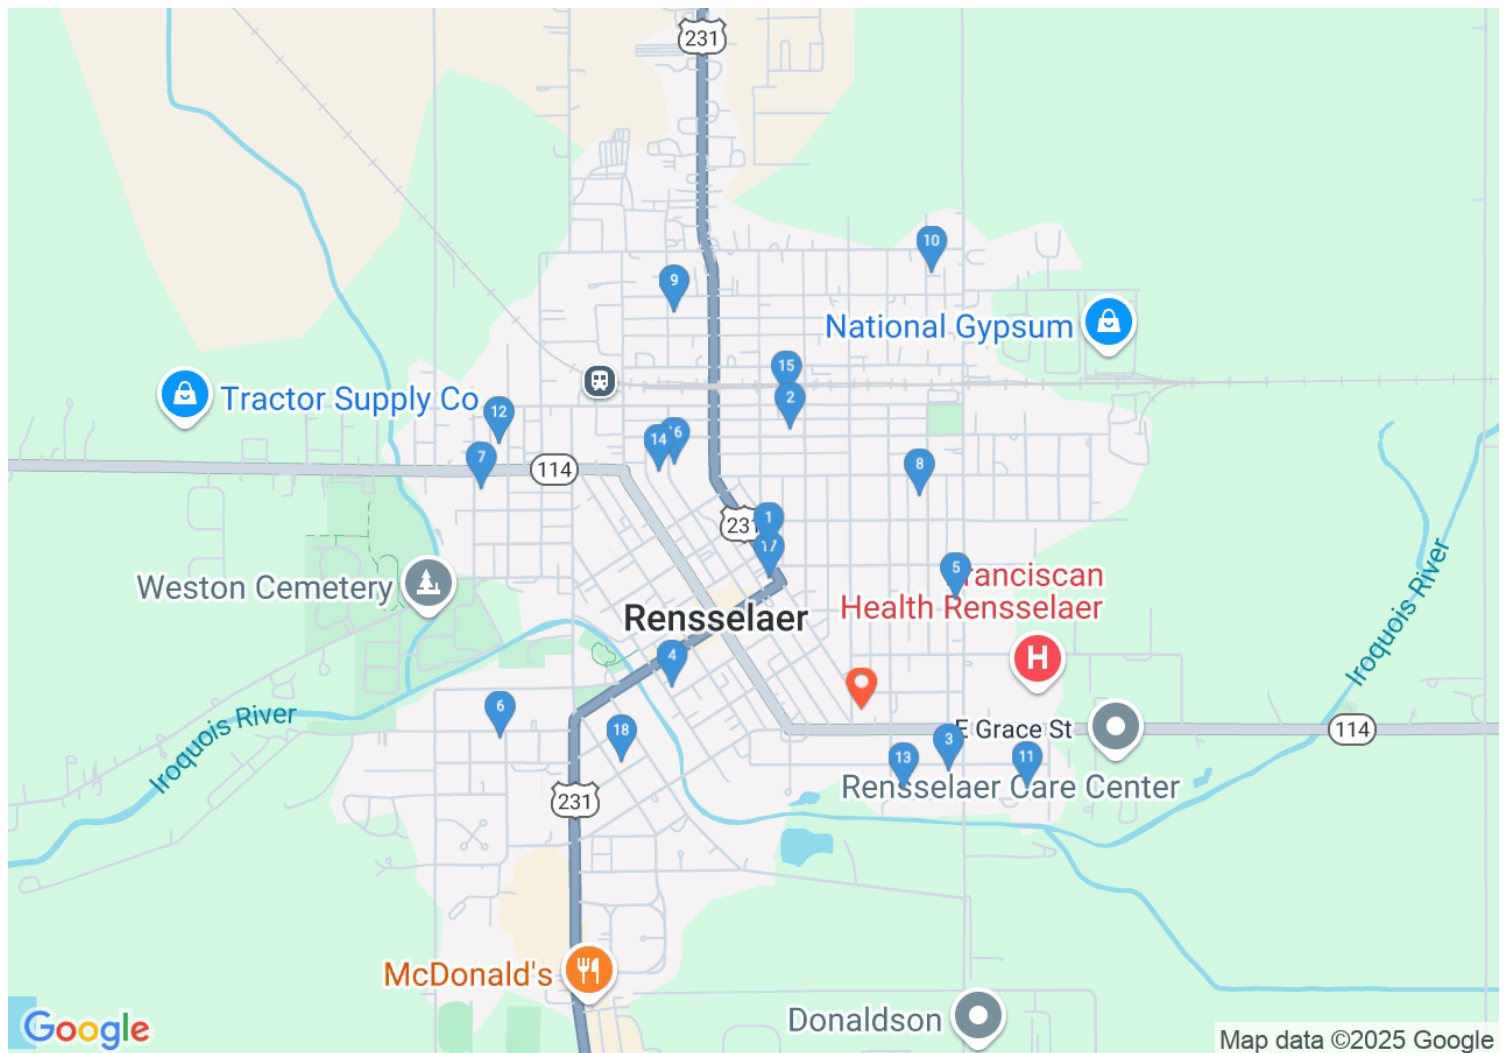 231
10
9
National Gypsum
15
Tractor Supply Co
2
12
16
14
7
114
8
1
231
17
5
Franciscan
Health Rensselaer
Weston Cemetery
Iroquois River
Rensselaer
4
H
6
Iroquois River
18
E Grace St
114
3
13
11
Rensselaer Care Center
231
McDonald's
Donaldson
Google
Map data ©2025 Google